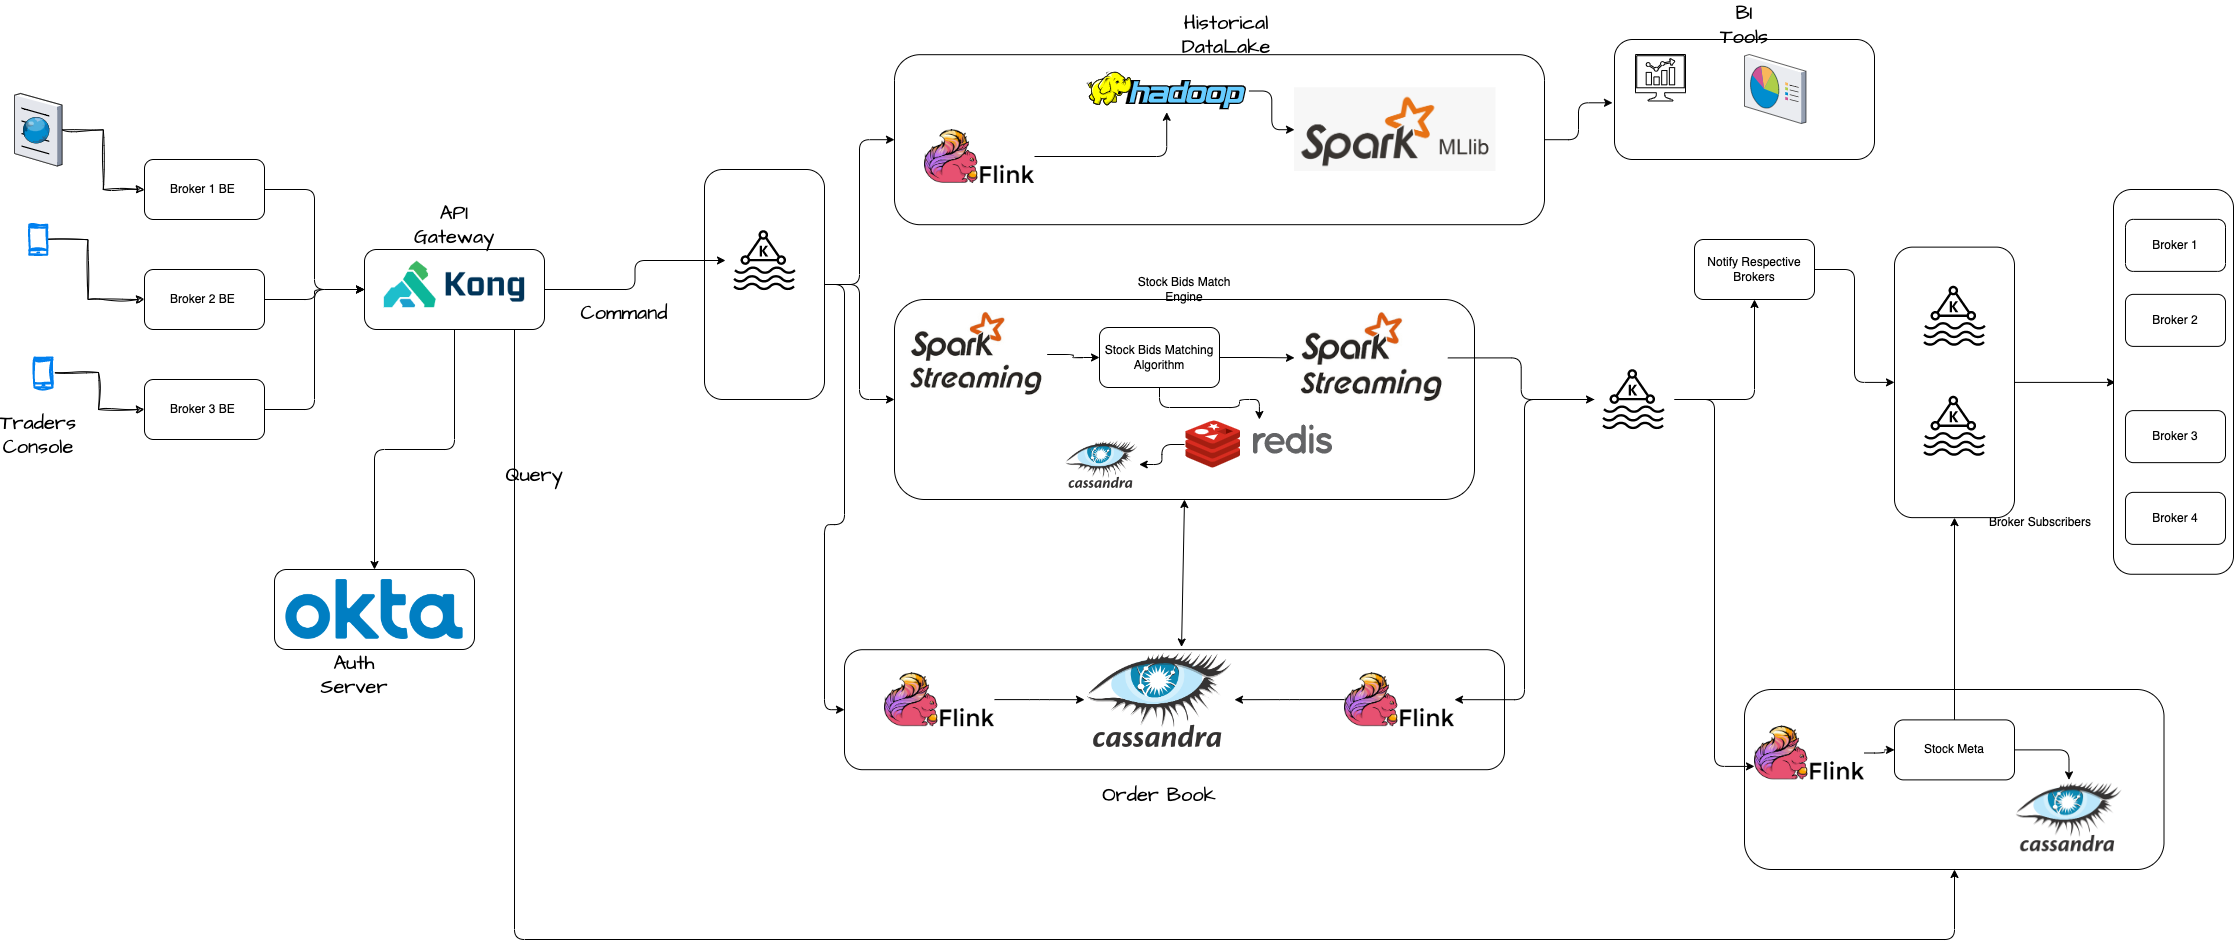 Historical
DataLake
BI
Tools
hadoop
Spark
MLlib
Flink
Broker 1 BE
Broker 2 BE
Broker 3 BE
Traders
Console
API
Gateway
Kong
Command
Query
okta
Auth
Server
K
Stock Bids Match
Engine
Spark
Streaming
Stock Bids Matching
Algorithm
Spark
Streaming
redis
cassandra
K
Notify Respective
Brokers
K
K
Broker Subscribers
Broker 1
Broker 2
Broker 3
Broker 4
Flink
cassandra
Flink
Order Book
Flink
Stock Meta
cassandra